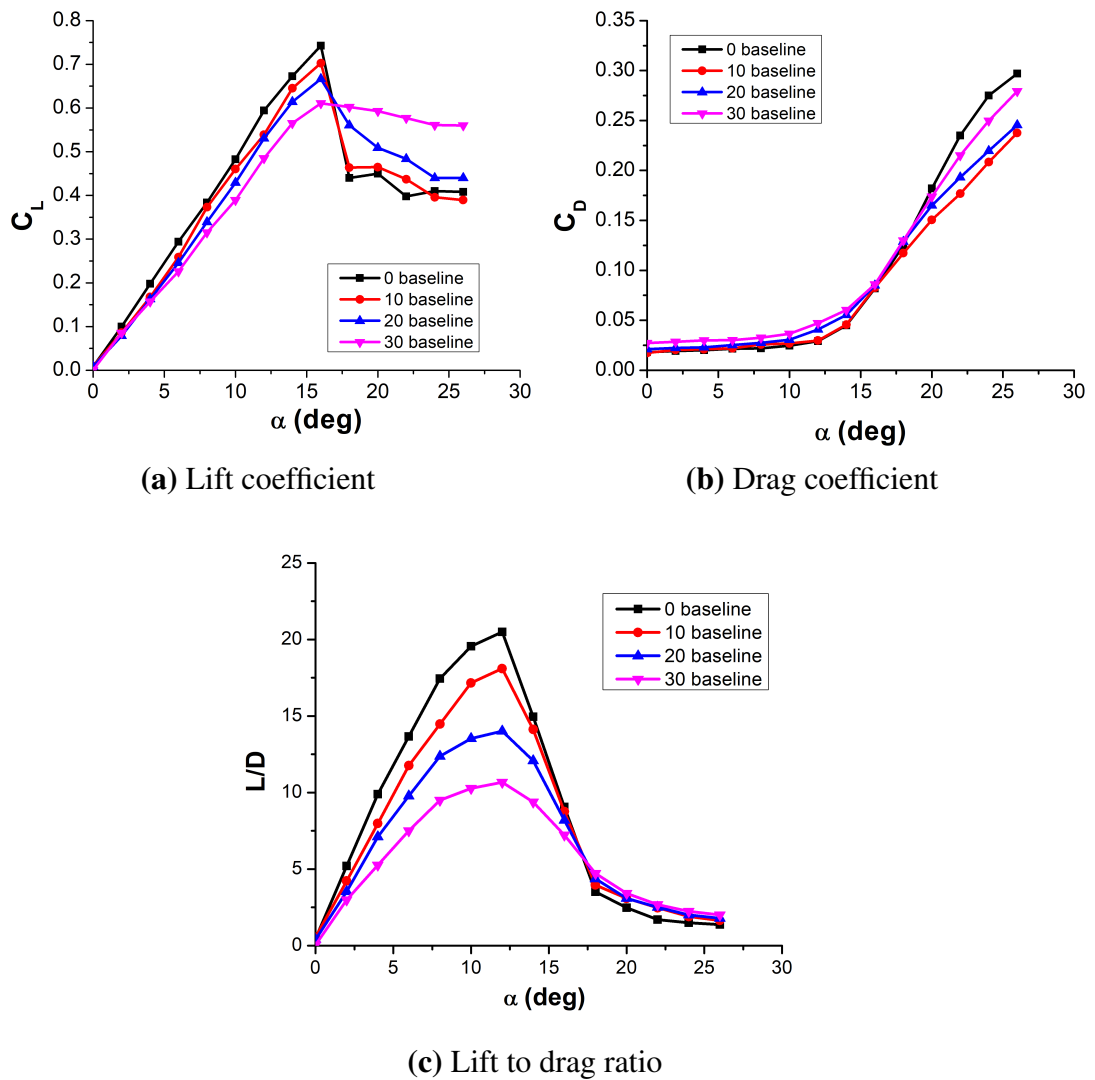 0.8
0.7
0.6
0.5
0.4
0.3
0.2
0.1
0.0
C_L
0 baseline
10 baseline
20 baseline
30 baseline
0 5 10 15 20 25 30
α (deg)
(a) Lift coefficient
0.35
0.30
0.25
0.20
0.15
0.10
0.05
0.00
C_D
0 baseline
10 baseline
20 baseline
30 baseline
0 5 10 15 20 25 30
α (deg)
(b) Drag coefficient
25
20
15
10
5
0
L/D
0 baseline
10 baseline
20 baseline
30 baseline
0 5 10 15 20 25 30
α (deg)
(c) Lift to drag ratio